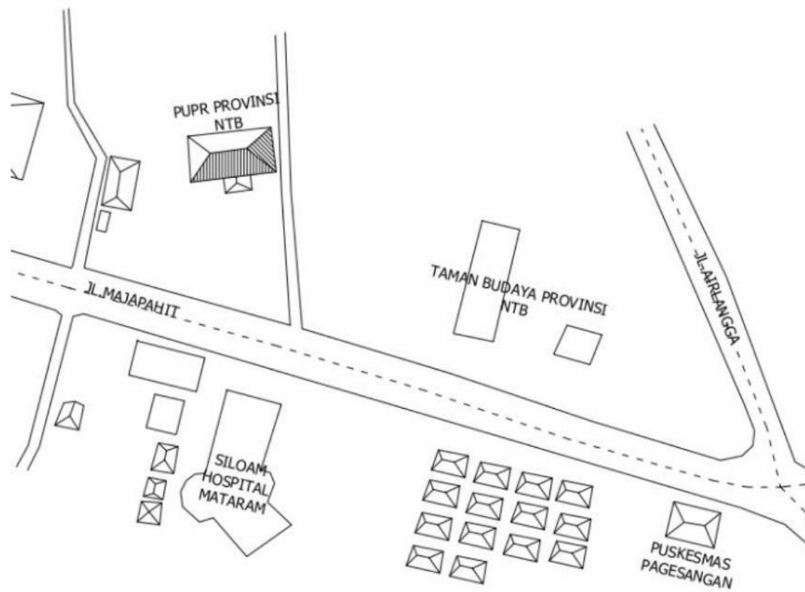 PUPR PROVINSI
NTB
JL.MAJAPAHIT
TAMAN BUDAYA PROVINSI
NTB
JL.AIRLANGGA
SILOAM
HOSPITAL
MATARAM
PUSKESMAS
PAGESANGAN